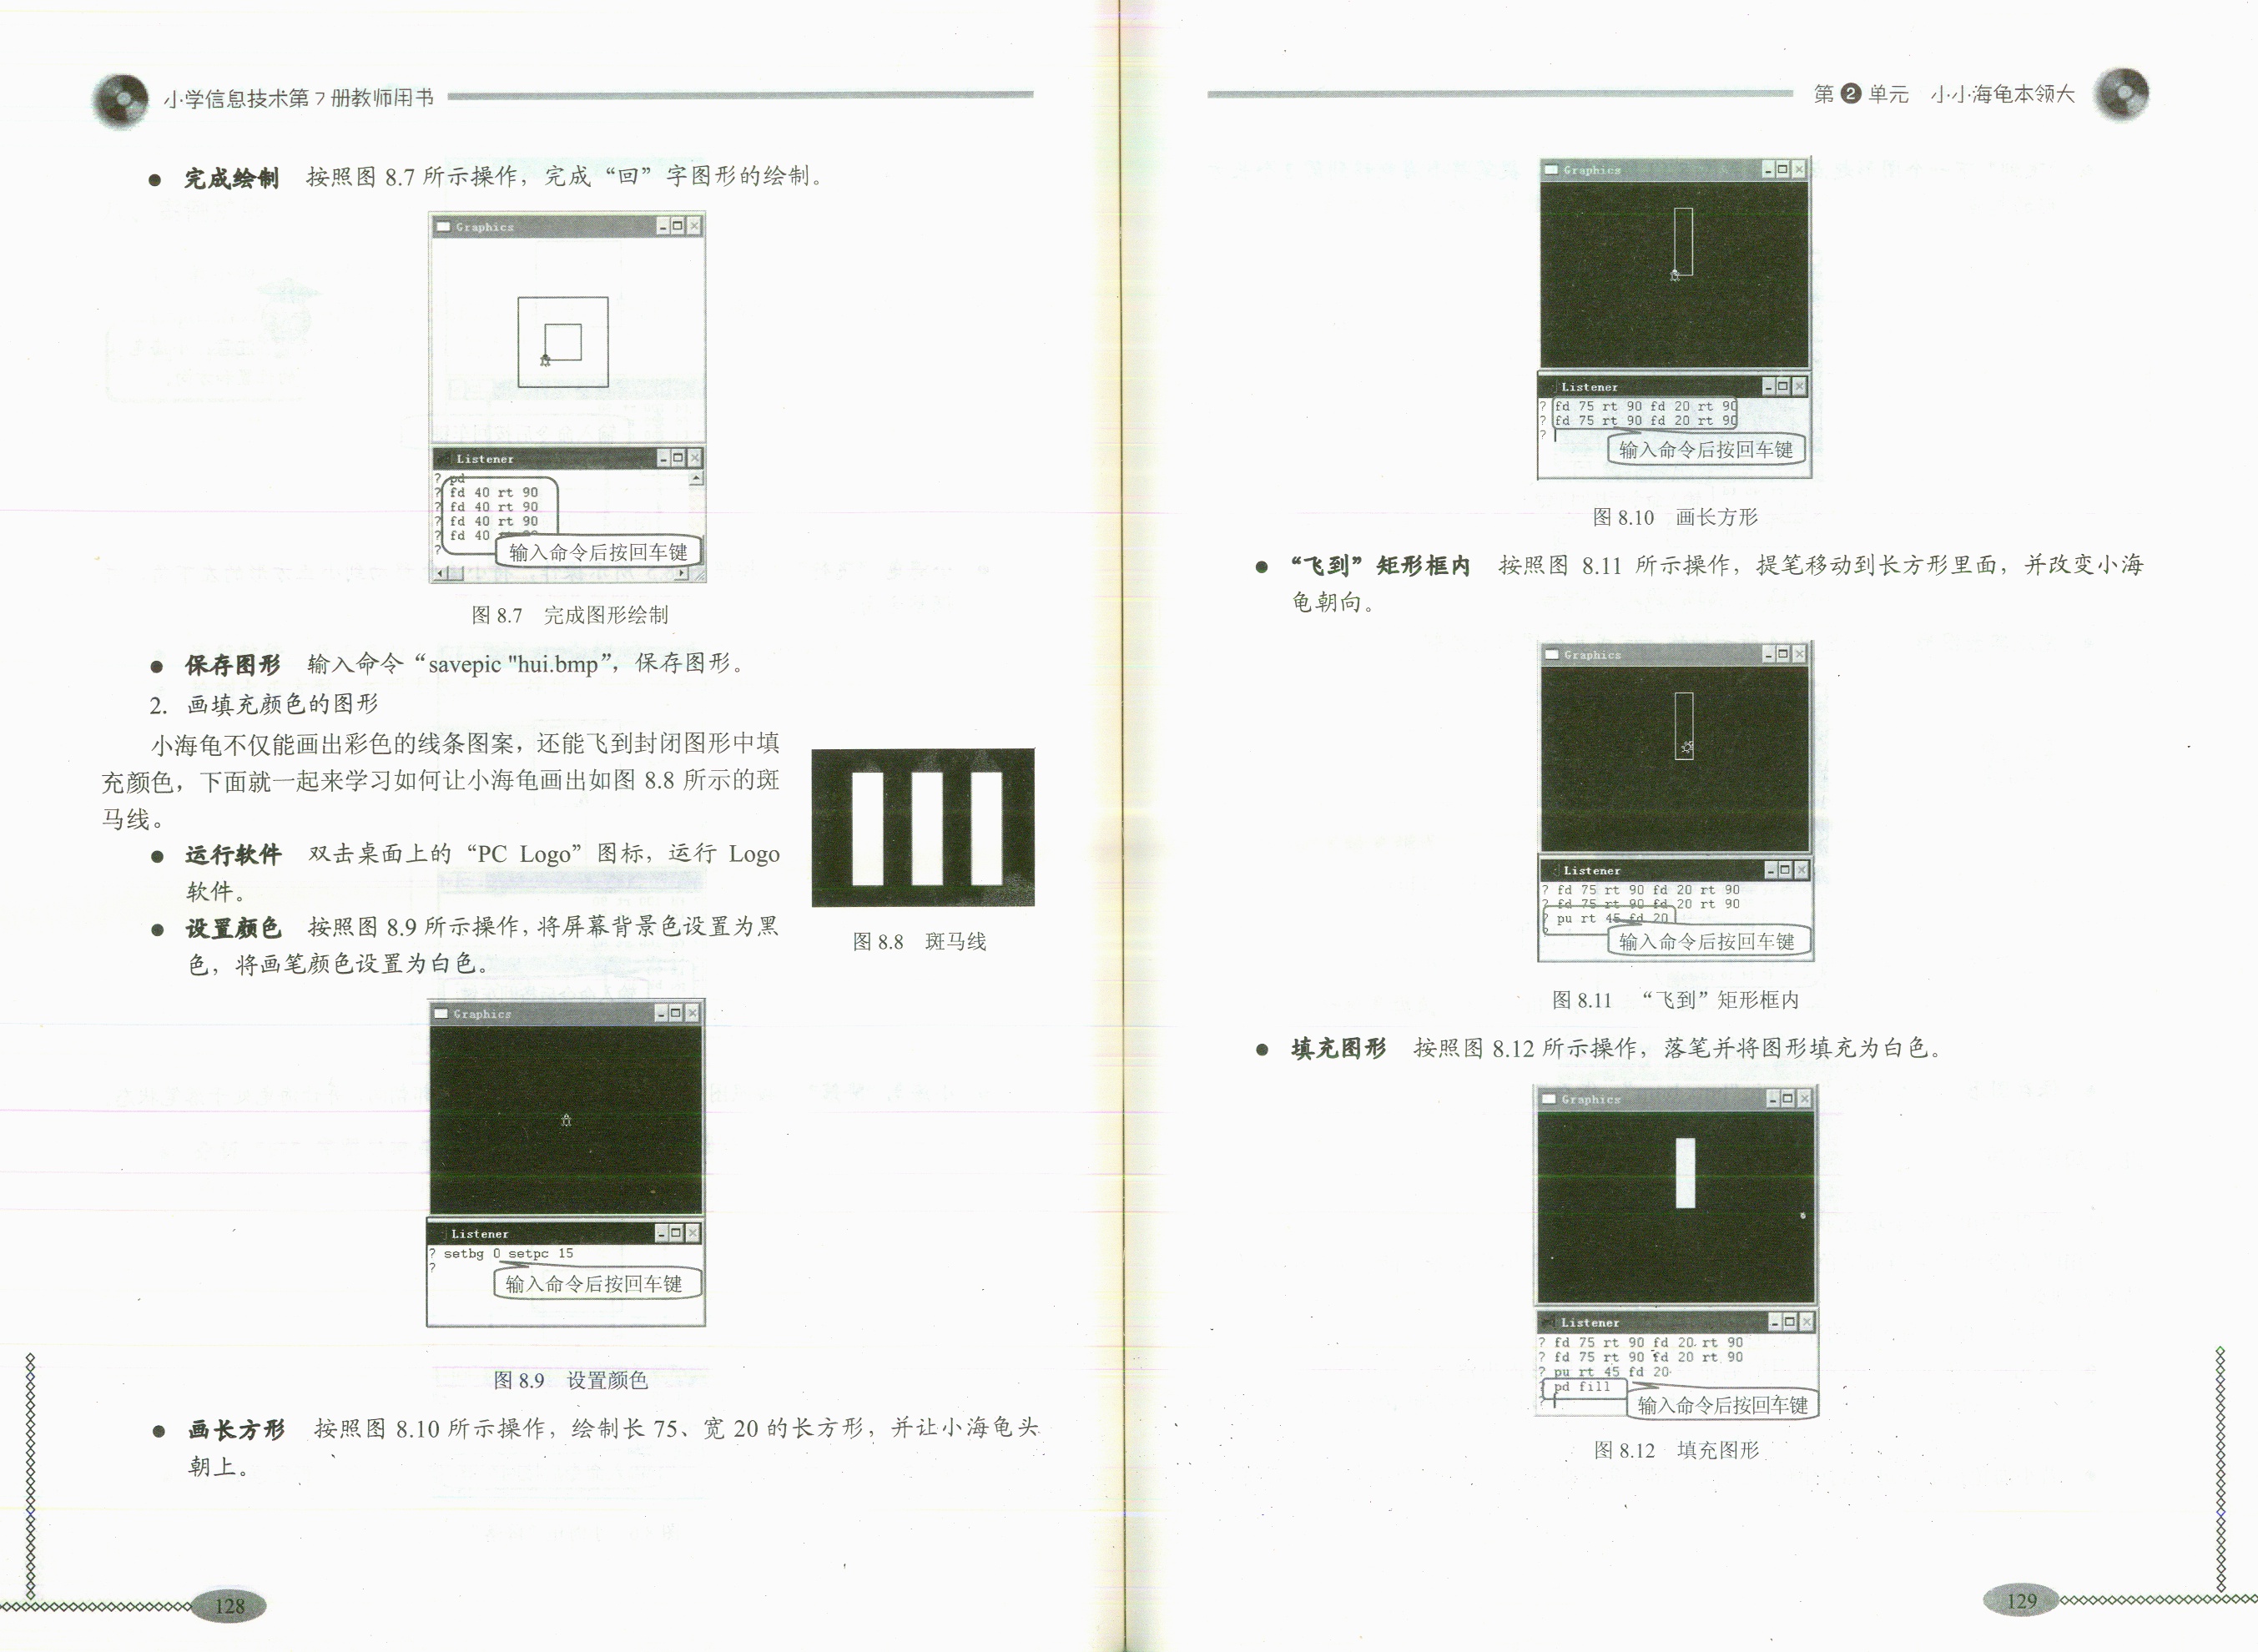 小学信息技术第7册教师用书
● 完成绘制 按照图 8.7 所示操作，完成“回”字图形的绘制。
Graphics
Listener
? pd
? fd 40 rt 90
? fd 40 rt 90
? fd 40 rt 90
? fd 40 rt 90
?
输入命令后按回车键
图 8.7 完成图形绘制
● 保存图形 输入命令“savepic "hui.bmp”，保存图形。
2. 画填充颜色的图形
小海龟不仅能画出彩色的线条图案，还能飞到封闭图形中填
充颜色，下面就一起来学习如何让小海龟画出如图 8.8 所示的斑
马线。
● 运行软件 双击桌面上的“PC Logo”图标，运行 Logo
软件。
● 设置颜色 按照图 8.9 所示操作，将屏幕背景色设置为黑
色，将画笔颜色设置为白色。
图 8.8 斑马线
Graphics
Listener
? setbg 0 setpc 15
?
输入命令后按回车键
图 8.9 设置颜色
● 画长方形 按照图 8.10 所示操作，绘制长 75、宽 20 的长方形，并让小海龟头
朝上。
128
第2单元 小小海龟本领大
Graphics
Listener
? fd 75 rt 90 fd 20 rt 90
? fd 75 rt 90 fd 20 rt 90
?
输入命令后按回车键
图 8.10 画长方形
● “飞到”矩形框内 按照图 8.11 所示操作，提笔移动到长方形里面，并改变小海
龟朝向。
Graphics
Listener
? fd 75 rt 90 fd 20 rt 90
? fd 75 rt 90 fd 20 rt 90
? pu rt 45 fd 20
?
输入命令后按回车键
图 8.11 “飞到”矩形框内
● 填充图形 按照图 8.12 所示操作，落笔并将图形填充为白色。
Graphics
Listener
? fd 75 rt 90 fd 20 rt 90
? fd 75 rt 90 fd 20 rt 90
? pu rt 45 fd 20
? pd fill
?
输入命令后按回车键
图 8.12 填充图形
129